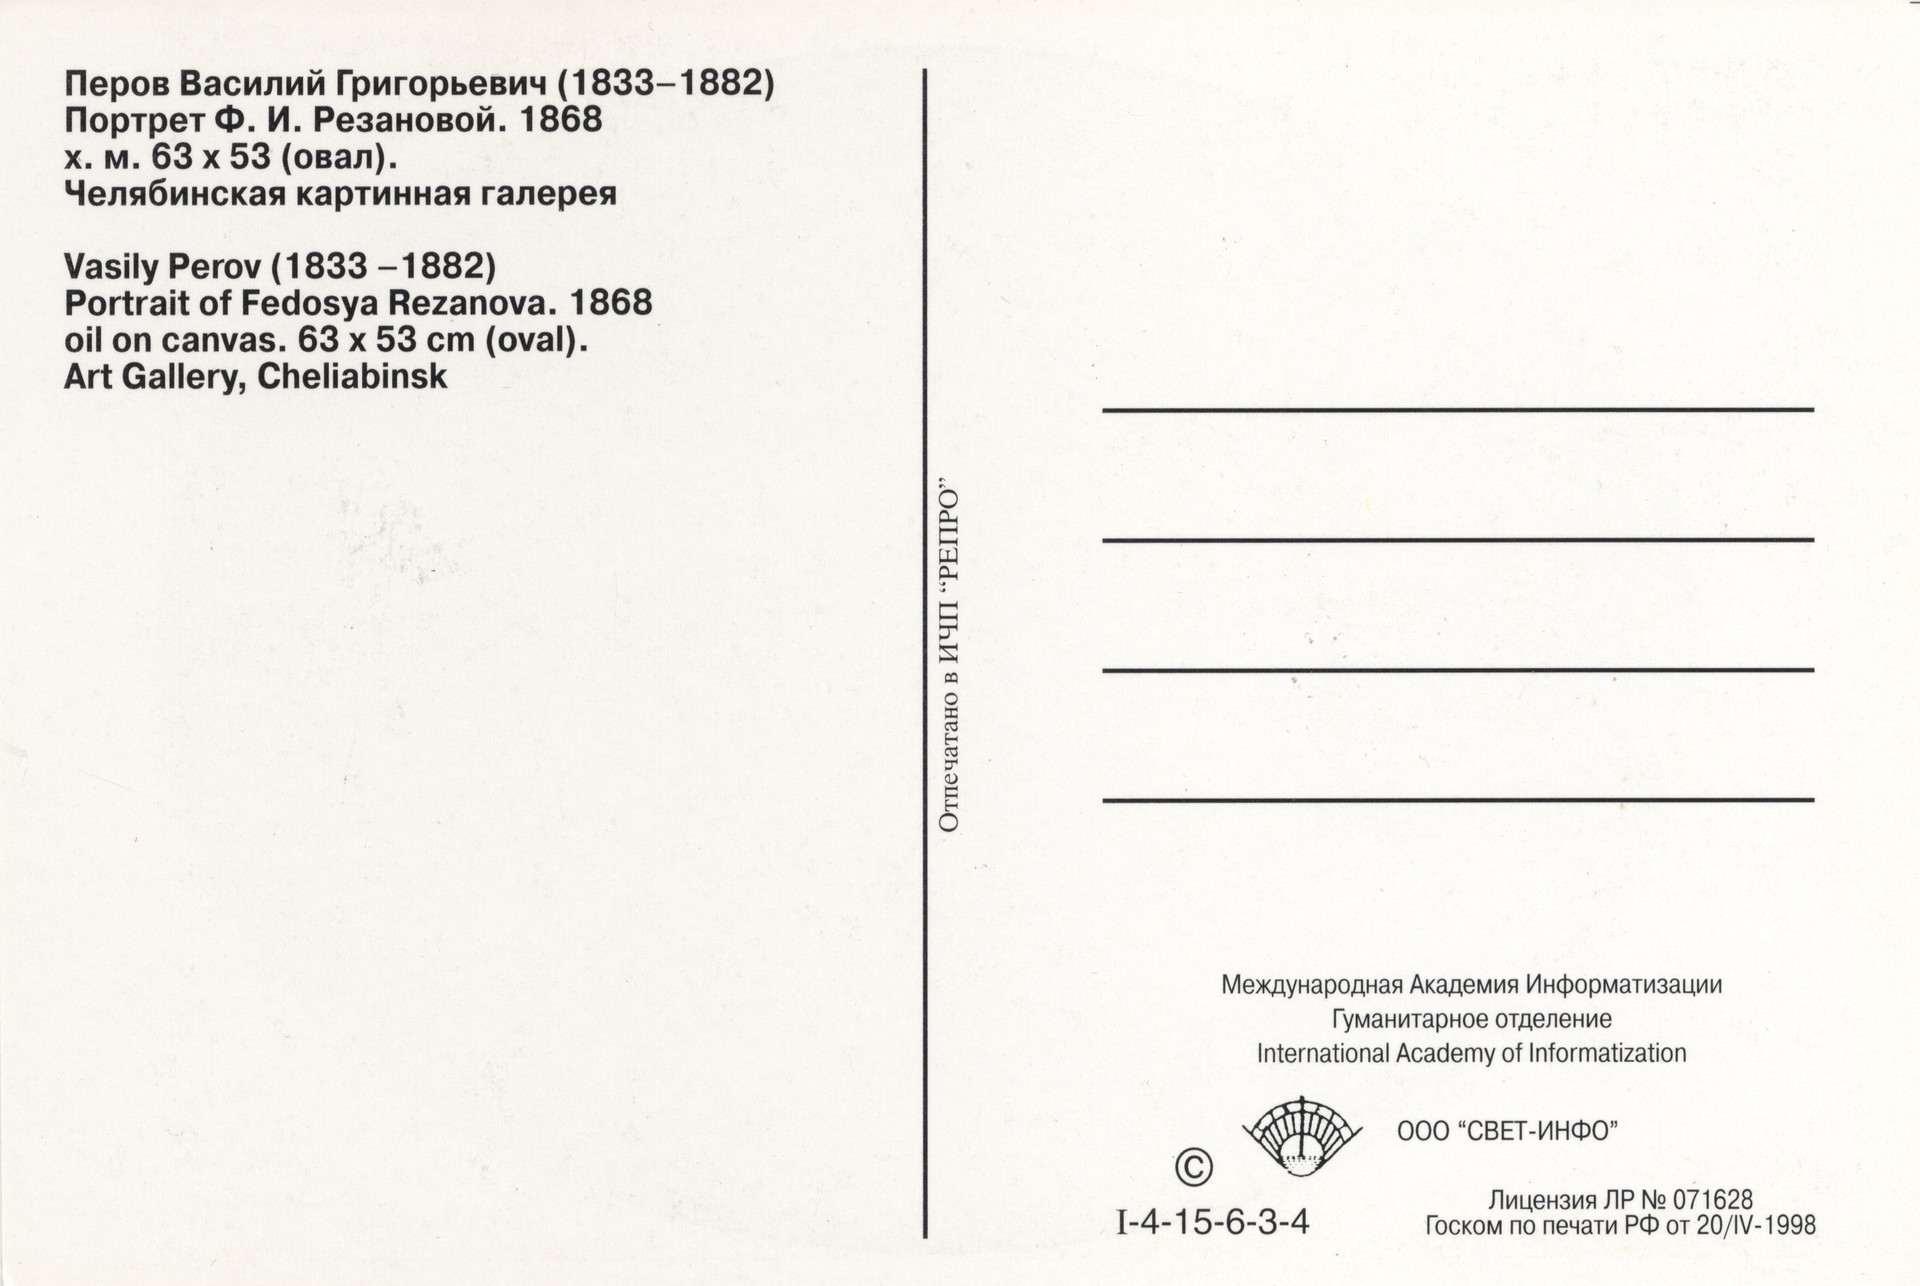 Перов Василий Григорьевич (1833–1882)
Портрет Ф. И. Резановой. 1868
х. м. 63 х 53 (овал).
Челябинская картинная галерея
Vasily Perov (1833 –1882)
Portrait of Fedosya Rezanova. 1868
oil on canvas. 63 x 53 cm (oval).
Art Gallery, Cheliabinsk
Отпечатано в ИЧП “РЕПРО”
Международная Академия Информатизации
Гуманитарное отделение
International Academy of Informatization
ООО “СВЕТ-ИНФО”
©
I-4-15-6-3-4
Лицензия ЛР № 071628
Госком по печати РФ от 20/IV-1998